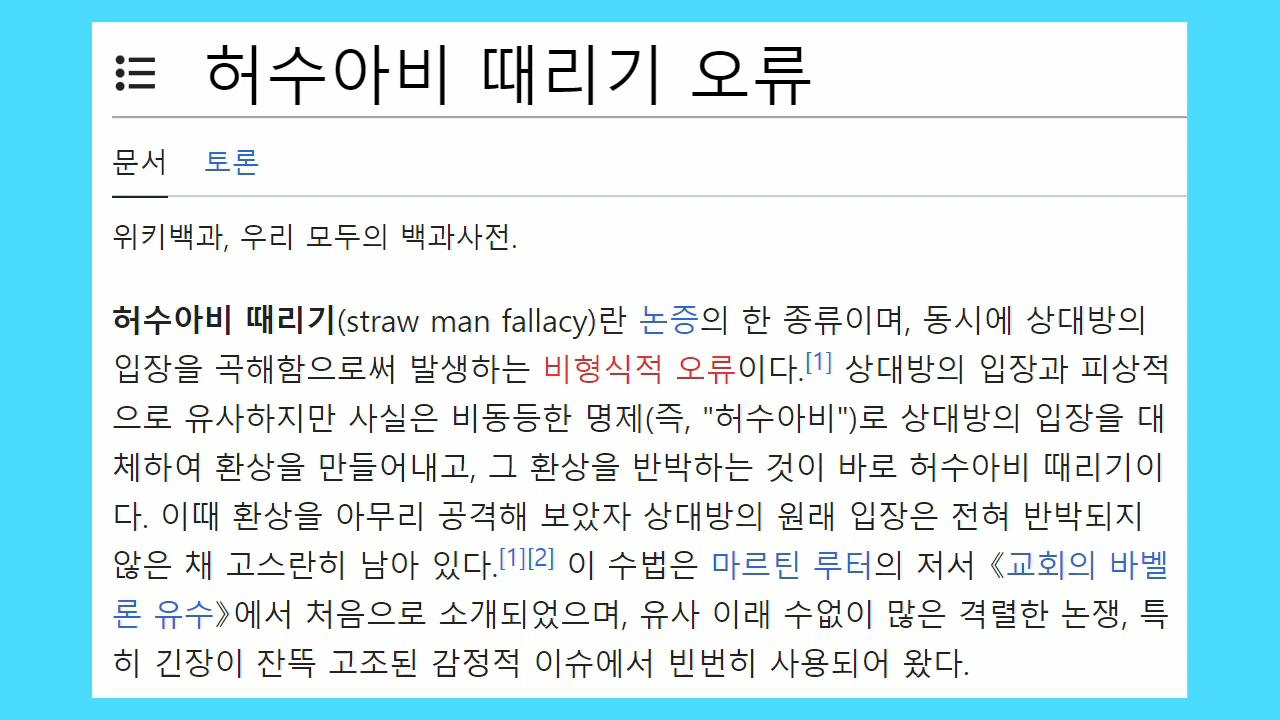 허수아비 때리기 오류
문서 토론
위키백과, 우리 모두의 백과사전.
허수아비 때리기(straw man fallacy)란 논증의 한 종류이며, 동시에 상대방의
입장을 곡해함으로써 발생하는 비형식적 오류이다.[1] 상대방의 입장과 피상적
으로 유사하지만 사실은 비동등한 명제(즉, "허수아비")로 상대방의 입장을 대
체하여 환상을 만들어내고, 그 환상을 반박하는 것이 바로 허수아비 때리기이
다. 이때 환상을 아무리 공격해 보았자 상대방의 원래 입장은 전혀 반박되지
않은 채 고스란히 남아 있다.[1][2] 이 수법은 마르틴 루터의 저서 《교회의 바벨
론 유수》에서 처음으로 소개되었으며, 유사 이래 수없이 많은 격렬한 논쟁, 특
히 긴장이 잔뜩 고조된 감정적 이슈에서 빈번히 사용되어 왔다.